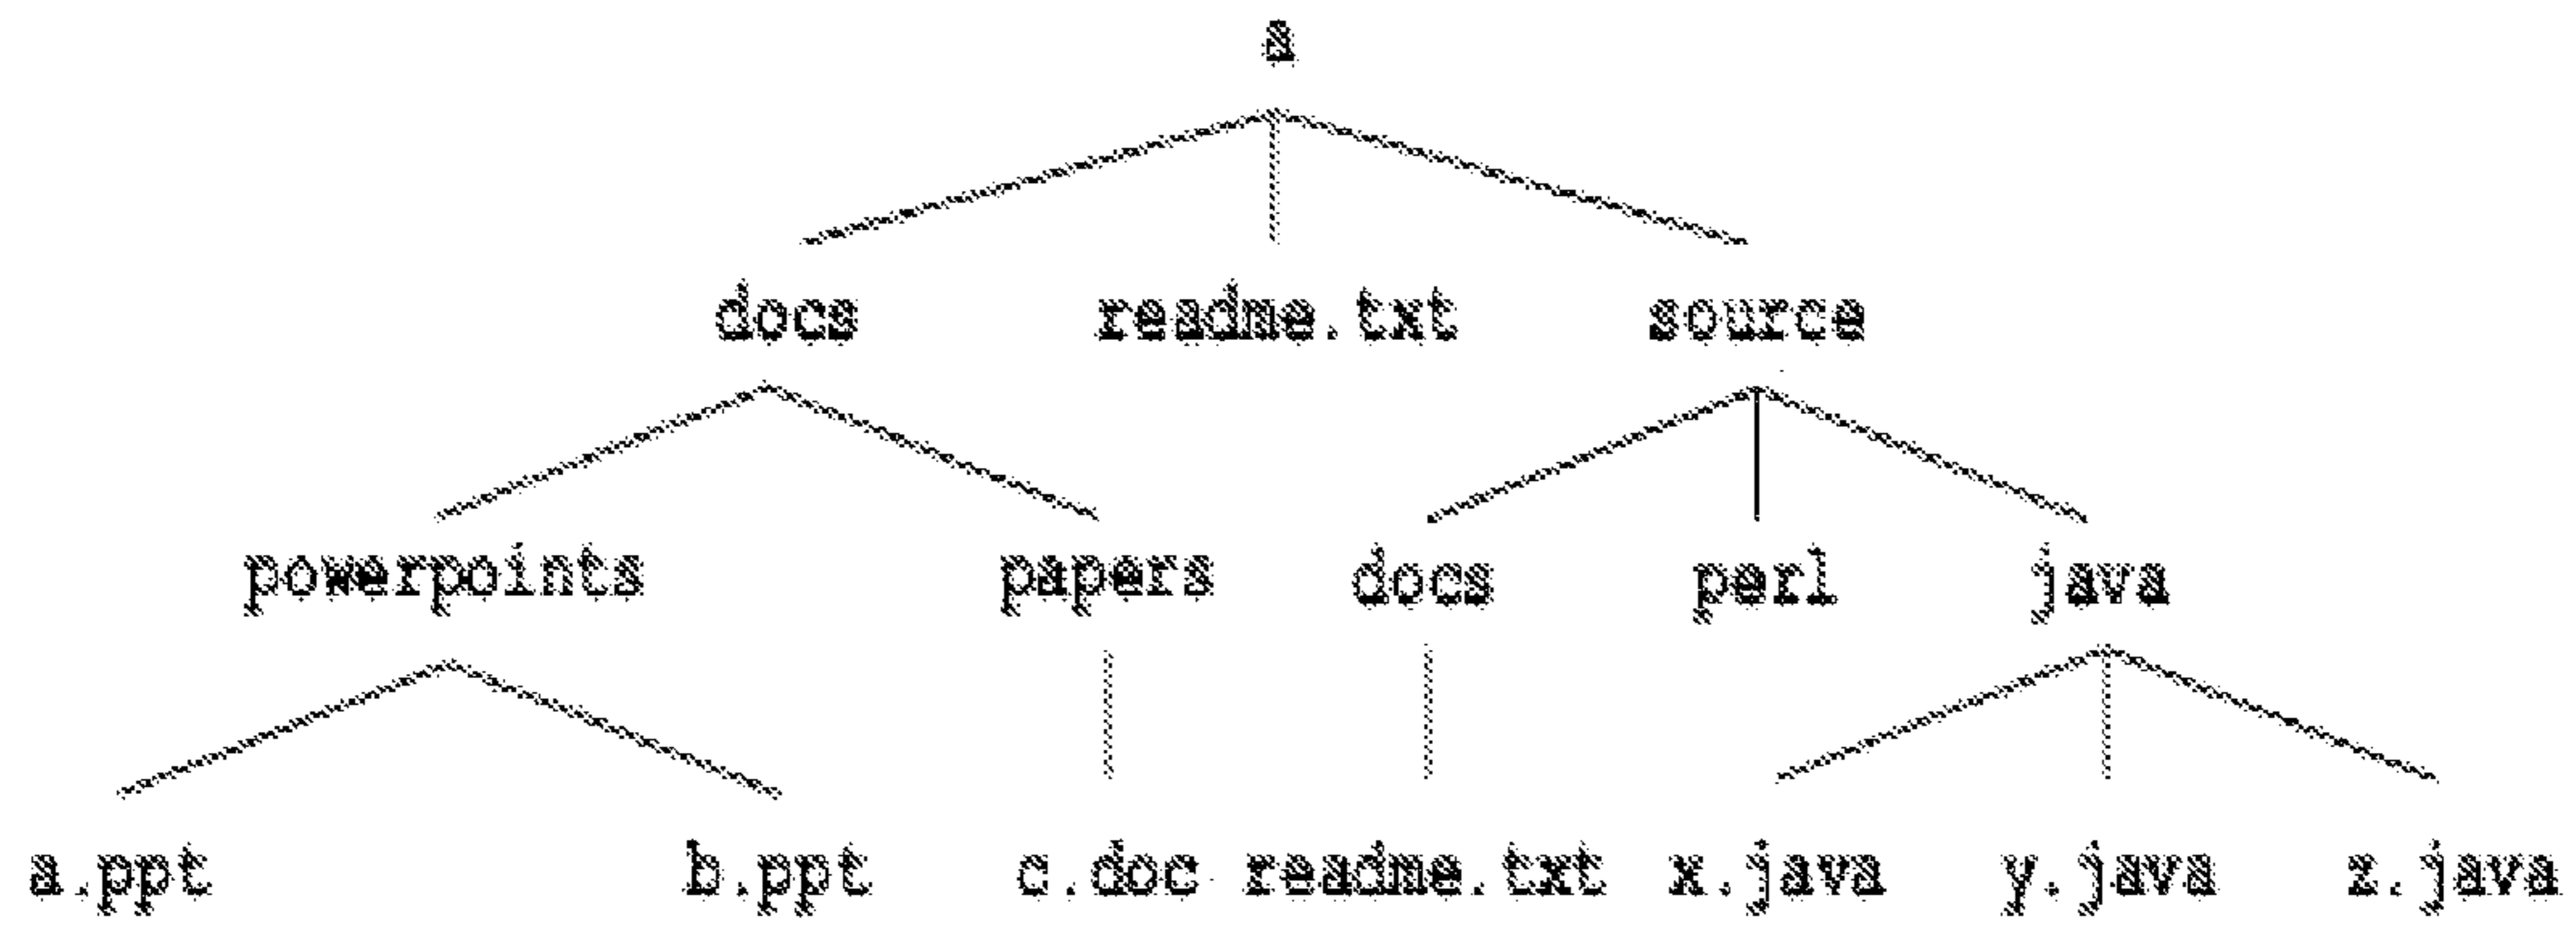 a
docs readme.txt source
powerpoints papers docs perl java
a.ppt b.ppt c.doc readme.txt x.java y.java z.java